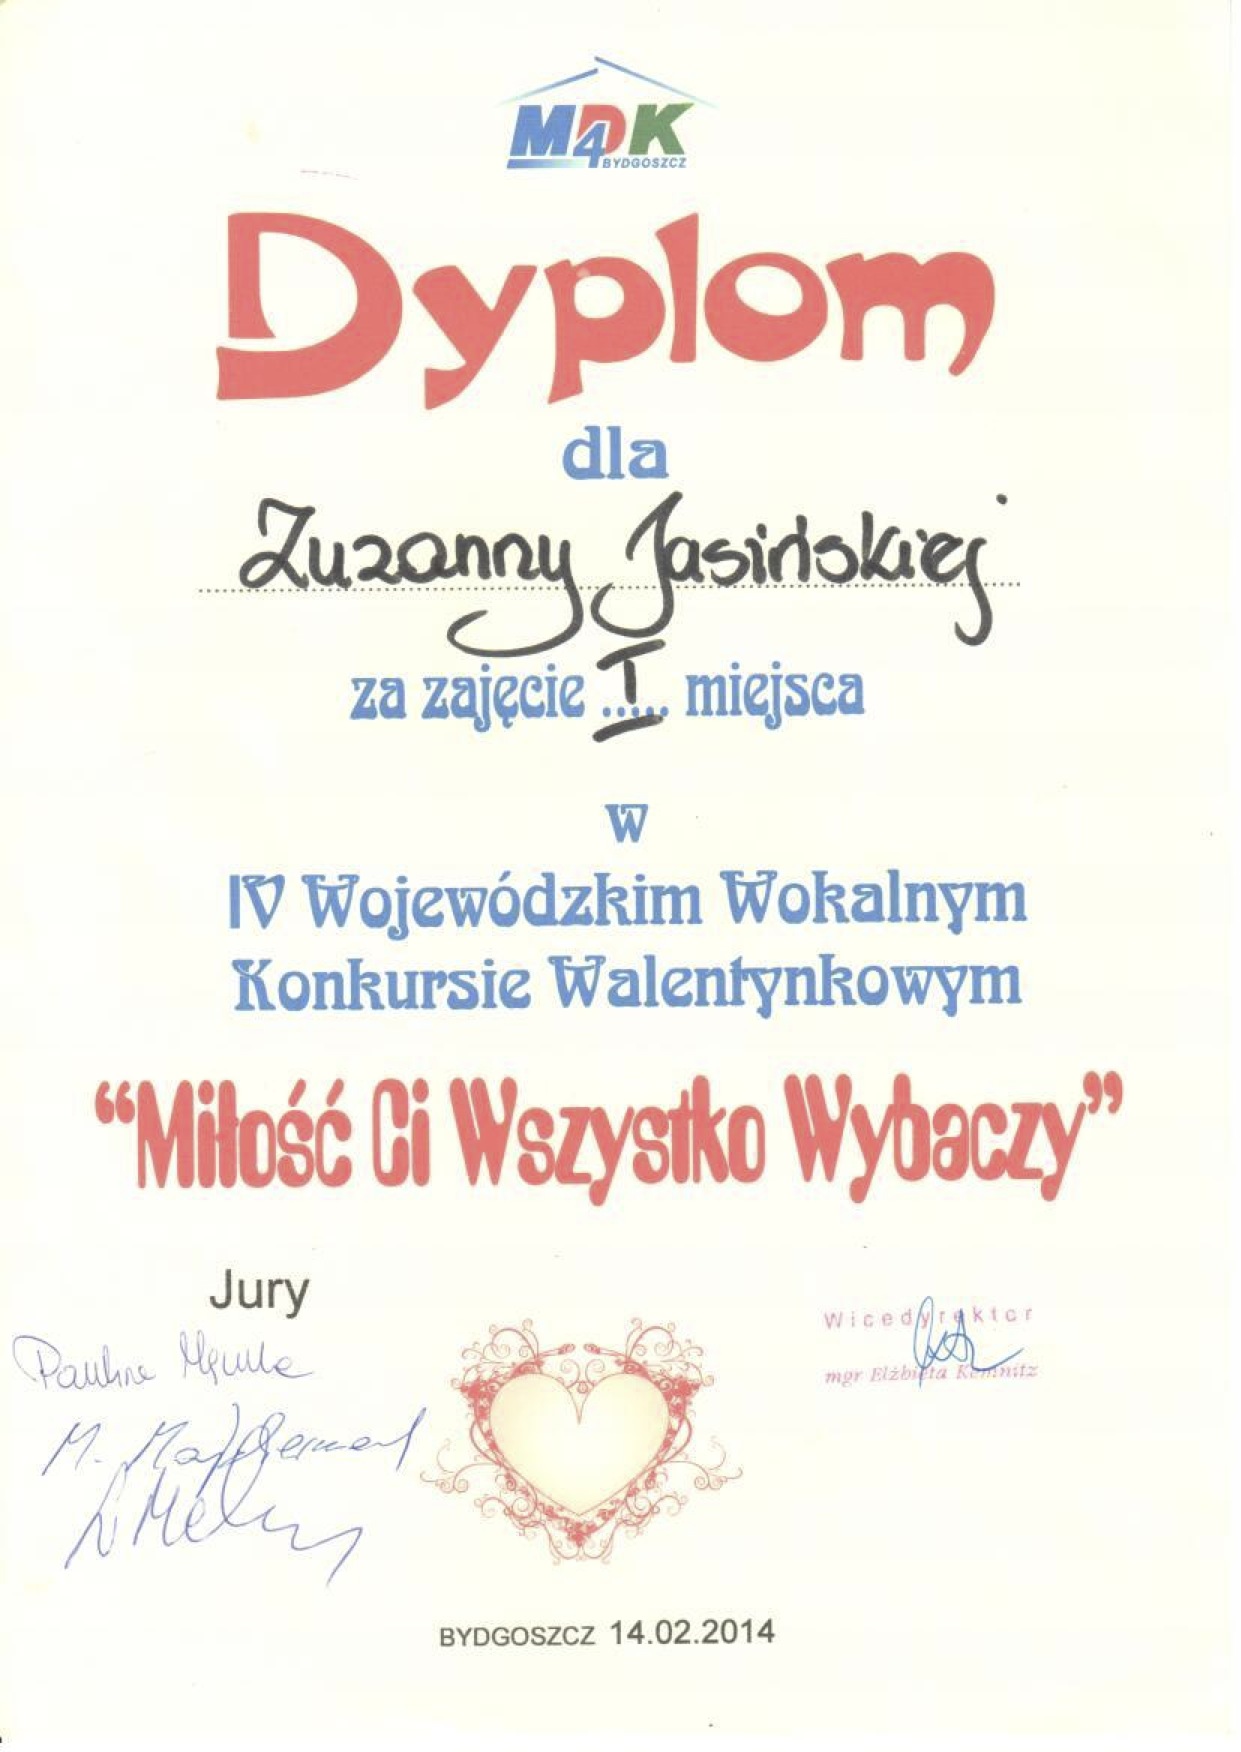 M4DK
BYDGOSZCZ
Dyplom
dla
Zuzanny Jasińskiej
za zajęcie ..I.. miejsca
w
IV Wojewódzkim Wokalnym
Konkursie Walentynkowym
“Miłość Ci Wszystko Wybaczy”
Jury
Wicedyrektor
mgr Elżbieta Kemnitz
BYDGOSZCZ 14.02.2014